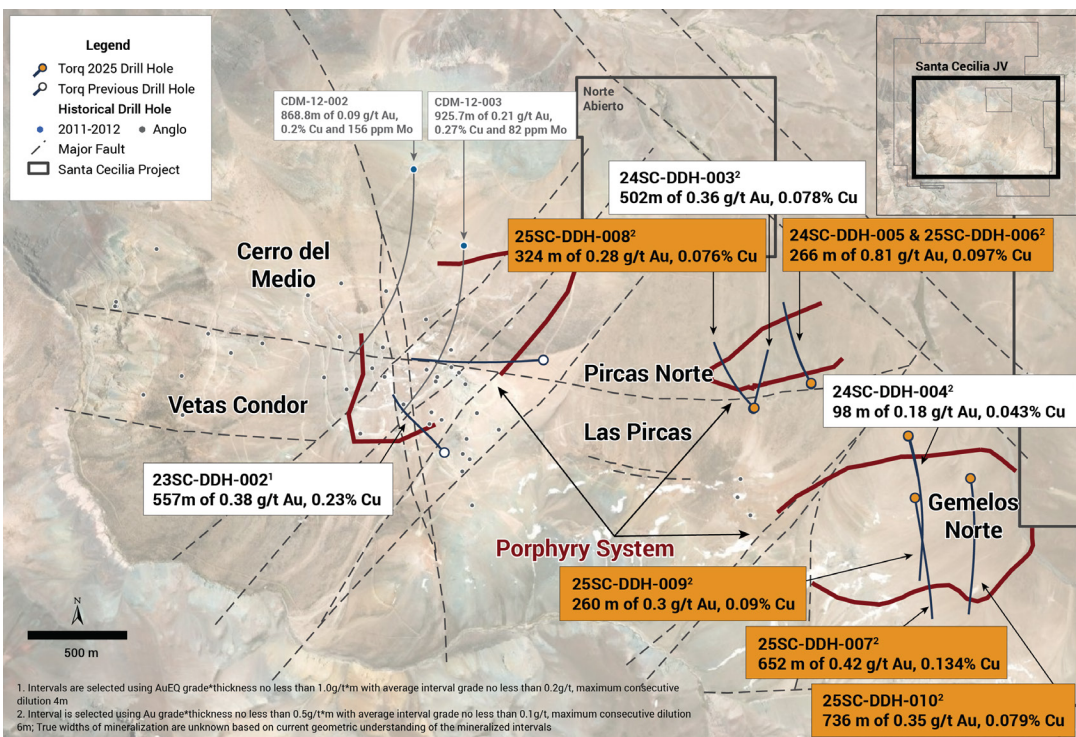 Legend
Torq 2025 Drill Hole
Torq Previous Drill Hole
Historical Drill Hole
2011-2012
Anglo
Major Fault
Santa Cecilia Project
CDM-12-002
868.8m of 0.09 g/t Au,
0.2% Cu and 156 ppm Mo
CDM-12-003
925.7m of 0.21 g/t Au,
0.27% Cu and 82 ppm Mo
Norte
Abierto
Santa Cecilia JV
24SC-DDH-003²
502m of 0.36 g/t Au, 0.078% Cu
25SC-DDH-008²
324 m of 0.28 g/t Au, 0.076% Cu
24SC-DDH-005 & 25SC-DDH-006²
266 m of 0.81 g/t Au, 0.097% Cu
Cerro del
Medio
Pircas Norte
Vetas Condor
Las Pircas
24SC-DDH-004²
98 m of 0.18 g/t Au, 0.043% Cu
23SC-DDH-002¹
557m of 0.38 g/t Au, 0.23% Cu
Gemelos
Norte
Porphyry System
25SC-DDH-009²
260 m of 0.3 g/t Au, 0.09% Cu
25SC-DDH-007²
652 m of 0.42 g/t Au, 0.134% Cu
25SC-DDH-010²
736 m of 0.35 g/t Au, 0.079% Cu
N
500 m
1. Intervals are selected using AuEQ grade*thickness no less than 1.0g/t*m with average interval grade no less than 0.2g/t, maximum consecutive
dilution 4m
2. Interval is selected using Au grade*thickness no less than 0.5g/t*m with average interval grade no less than 0.1g/t, maximum consecutive dilution
6m; True widths of mineralization are unknown based on current geometric understanding of the mineralized intervals